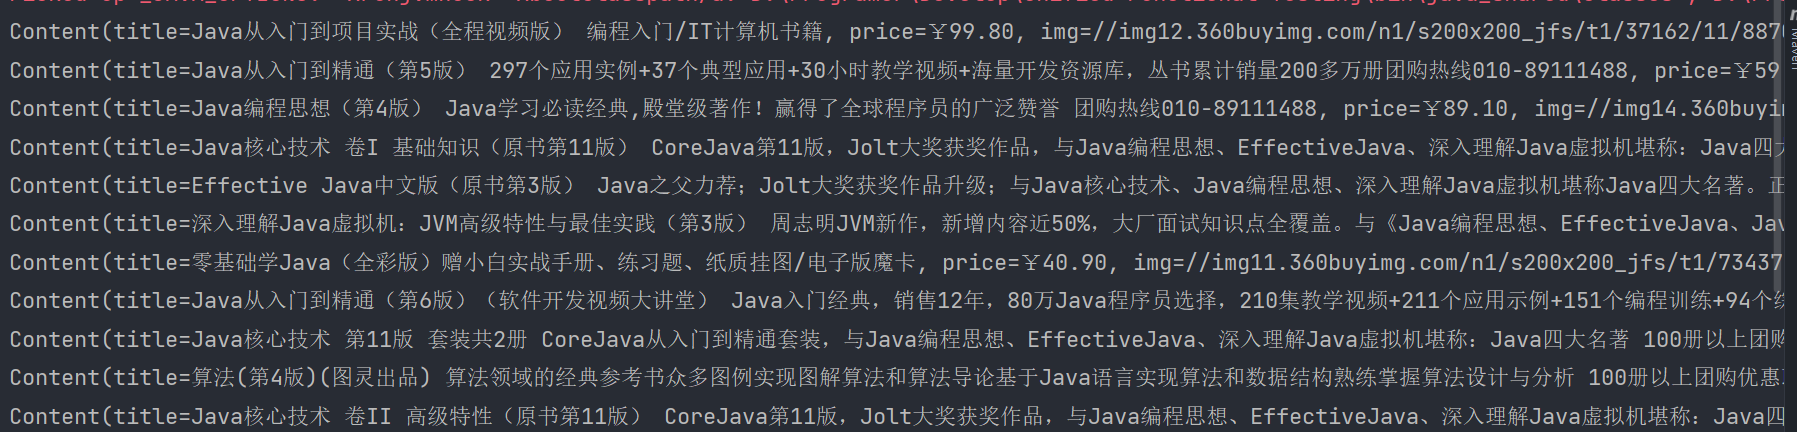 Content(title=Java从入门到项目实战（全程视频版） 编程入门/IT计算机书籍, price=￥99.80, img=//img12.360buyimg.com/n1/s200x200_jfs/t1/37162/11/887
Content(title=Java从入门到精通（第5版） 297个应用实例+37个典型应用+30小时教学视频+海量开发资源库，丛书累计销量200多万册团购热线010-89111488, price=￥59
Content(title=Java编程思想（第4版） Java学习必读经典,殿堂级著作！赢得了全球程序员的广泛赞誉 团购热线010-89111488, price=￥89.10, img=//img14.360buyi
Content(title=Java核心技术 卷I 基础知识（原书第11版） CoreJava第11版，Jolt大奖获奖作品，与Java编程思想、EffectiveJava、深入理解Java虚拟机堪称：Java四大
Content(title=Effective Java中文版（原书第3版） Java之父力荐；Jolt大奖获奖作品升级；与Java核心技术、Java编程思想、深入理解Java虚拟机堪称Java四大名著。正
Content(title=深入理解Java虚拟机：JVM高级特性与最佳实践（第3版） 周志明JVM新作，新增内容近50%，大厂面试知识点全覆盖。与《Java编程思想、EffectiveJava、Jav
Content(title=零基础学Java（全彩版）赠小白实战手册、练习题、纸质挂图/电子版魔卡, price=￥40.90, img=//img11.360buyimg.com/n1/s200x200_jfs/t1/73437
Content(title=Java从入门到精通（第6版）（软件开发视频大讲堂） Java入门经典，销售12年，80万Java程序员选择，210集教学视频+211个应用示例+151个编程训练+94个综
Content(title=Java核心技术 第11版 套装共2册 CoreJava从入门到精通套装，与Java编程思想、EffectiveJava、深入理解Java虚拟机堪称：Java四大名著 100册以上团购
Content(title=算法(第4版)(图灵出品) 算法领域的经典参考书众多图例实现图解算法和算法导论基于Java语言实现算法和数据结构熟练掌握算法设计与分析 100册以上团购优惠
Content(title=Java核心技术 卷II 高级特性（原书第11版） CoreJava第11版，Jolt大奖获奖作品，与Java编程思想、EffectiveJava、深入理解Java虚拟机堪称：Java四